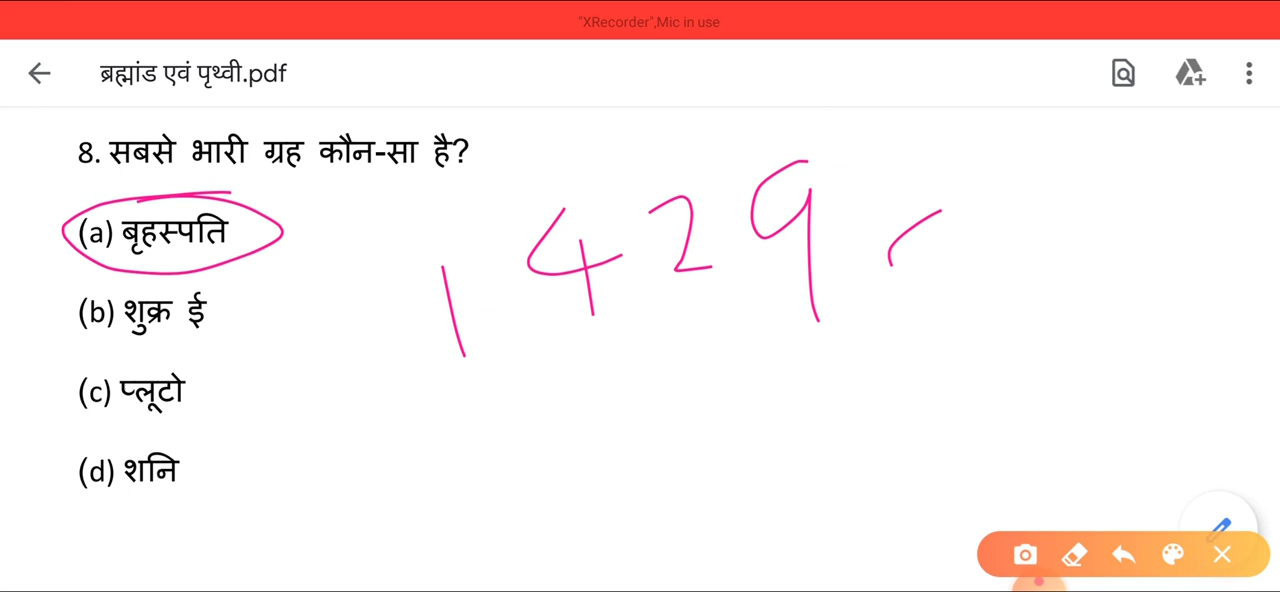 "XRecorder",Mic in use
ब्रह्मांड एवं पृथ्वी.pdf
8. सबसे भारी ग्रह कौन-सा है?
(a) बृहस्पति
1429
(b) शुक्र ई
(c) प्लूटो
(d) शनि